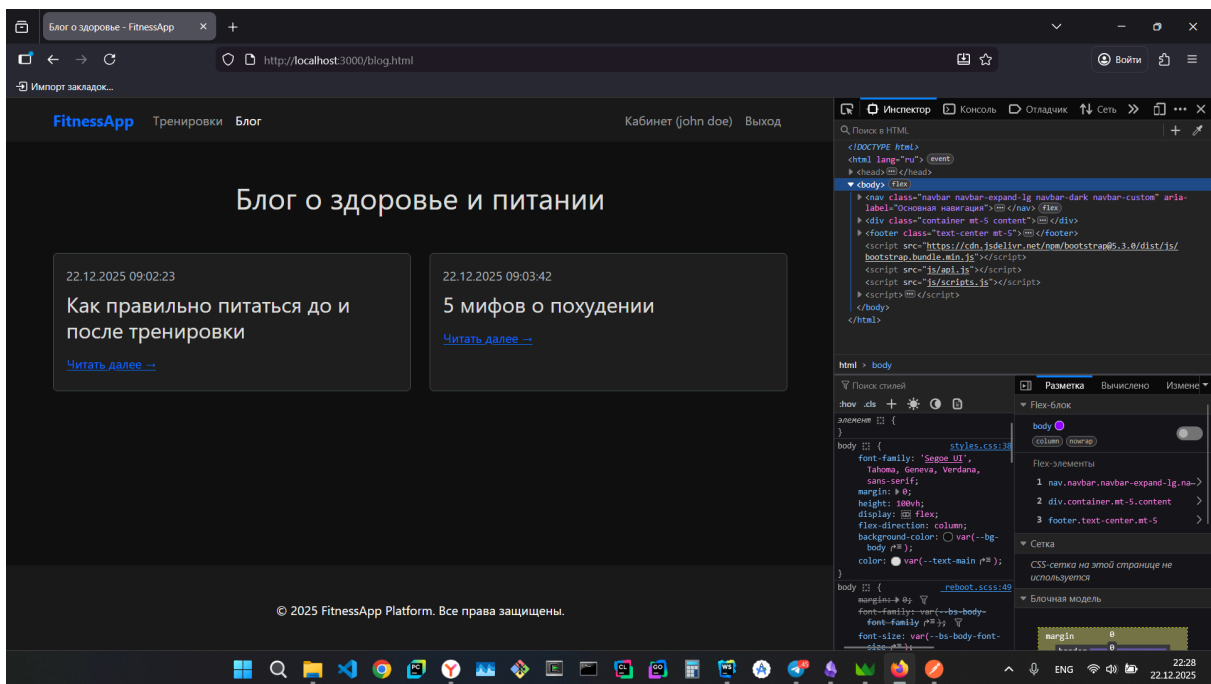 Блог о здоровье - FitnessApp
http://localhost:3000/blog.html
Войти
Импорт закладок...
FitnessApp Тренировки Блог Кабинет (john doe) Выход
Блог о здоровье и питании
22.12.2025 09:02:23
Как правильно питаться до и
после тренировки
Читать далее →
22.12.2025 09:03:42
5 мифов о похудении
Читать далее →
© 2025 FitnessApp Platform. Все права защищены.
Инспектор Консоль Отладчик Сеть
Поиск в HTML
<!DOCTYPE html>
<html lang="ru"> event
<head> </head>
<body> flex
<nav class="navbar navbar-expand-lg navbar-dark navbar-custom" aria-
label="Основная навигация"> </nav> flex
<div class="container mt-5 content"> </div>
<footer class="text-center mt-5"> </footer>
<script src="https://cdn.jsdelivr.net/npm/bootstrap@5.3.0/dist/js/
bootstrap.bundle.min.js"></script>
<script src="js/api.js"></script>
<script src="js/scripts.js"></script>
<script> </script>
</body>
</html>
html > body
Поиск стилей
:hov .cls +
элемент {
}
body { styles.css:38
font-family: 'Segoe UI',
Tahoma, Geneva, Verdana,
sans-serif;
margin: 0;
height: 100vh;
display: flex;
flex-direction: column;
background-color: var(--bg-
body );
color: var(--text-main );
}
body { _reboot.scss:49
margin: 0;
font-family: var(--bs-body-
font-family );
font-size: var(--bs-body-font-
size );
Разметка Вычислено Измене
Flex-блок
body
column nowrap
Flex-элементы
1 nav.navbar.navbar-expand-lg.na…
2 div.container.mt-5.content
3 footer.text-center.mt-5
Сетка
CSS-сетка на этой странице не
используется
Блочная модель
margin 0
border 0
ENG 22:28
22.12.2025